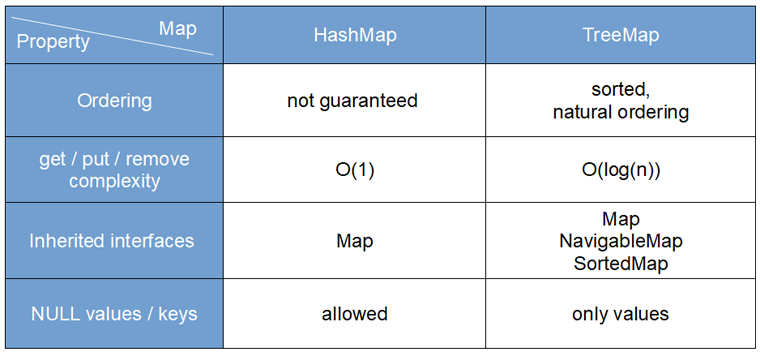 Map
Property
HashMap
TreeMap
Ordering
not guaranteed
sorted,
natural ordering
get / put / remove
complexity
O(1)
O(log(n))
Inherited interfaces
Map
Map
NavigableMap
SortedMap
NULL values / keys
allowed
only values